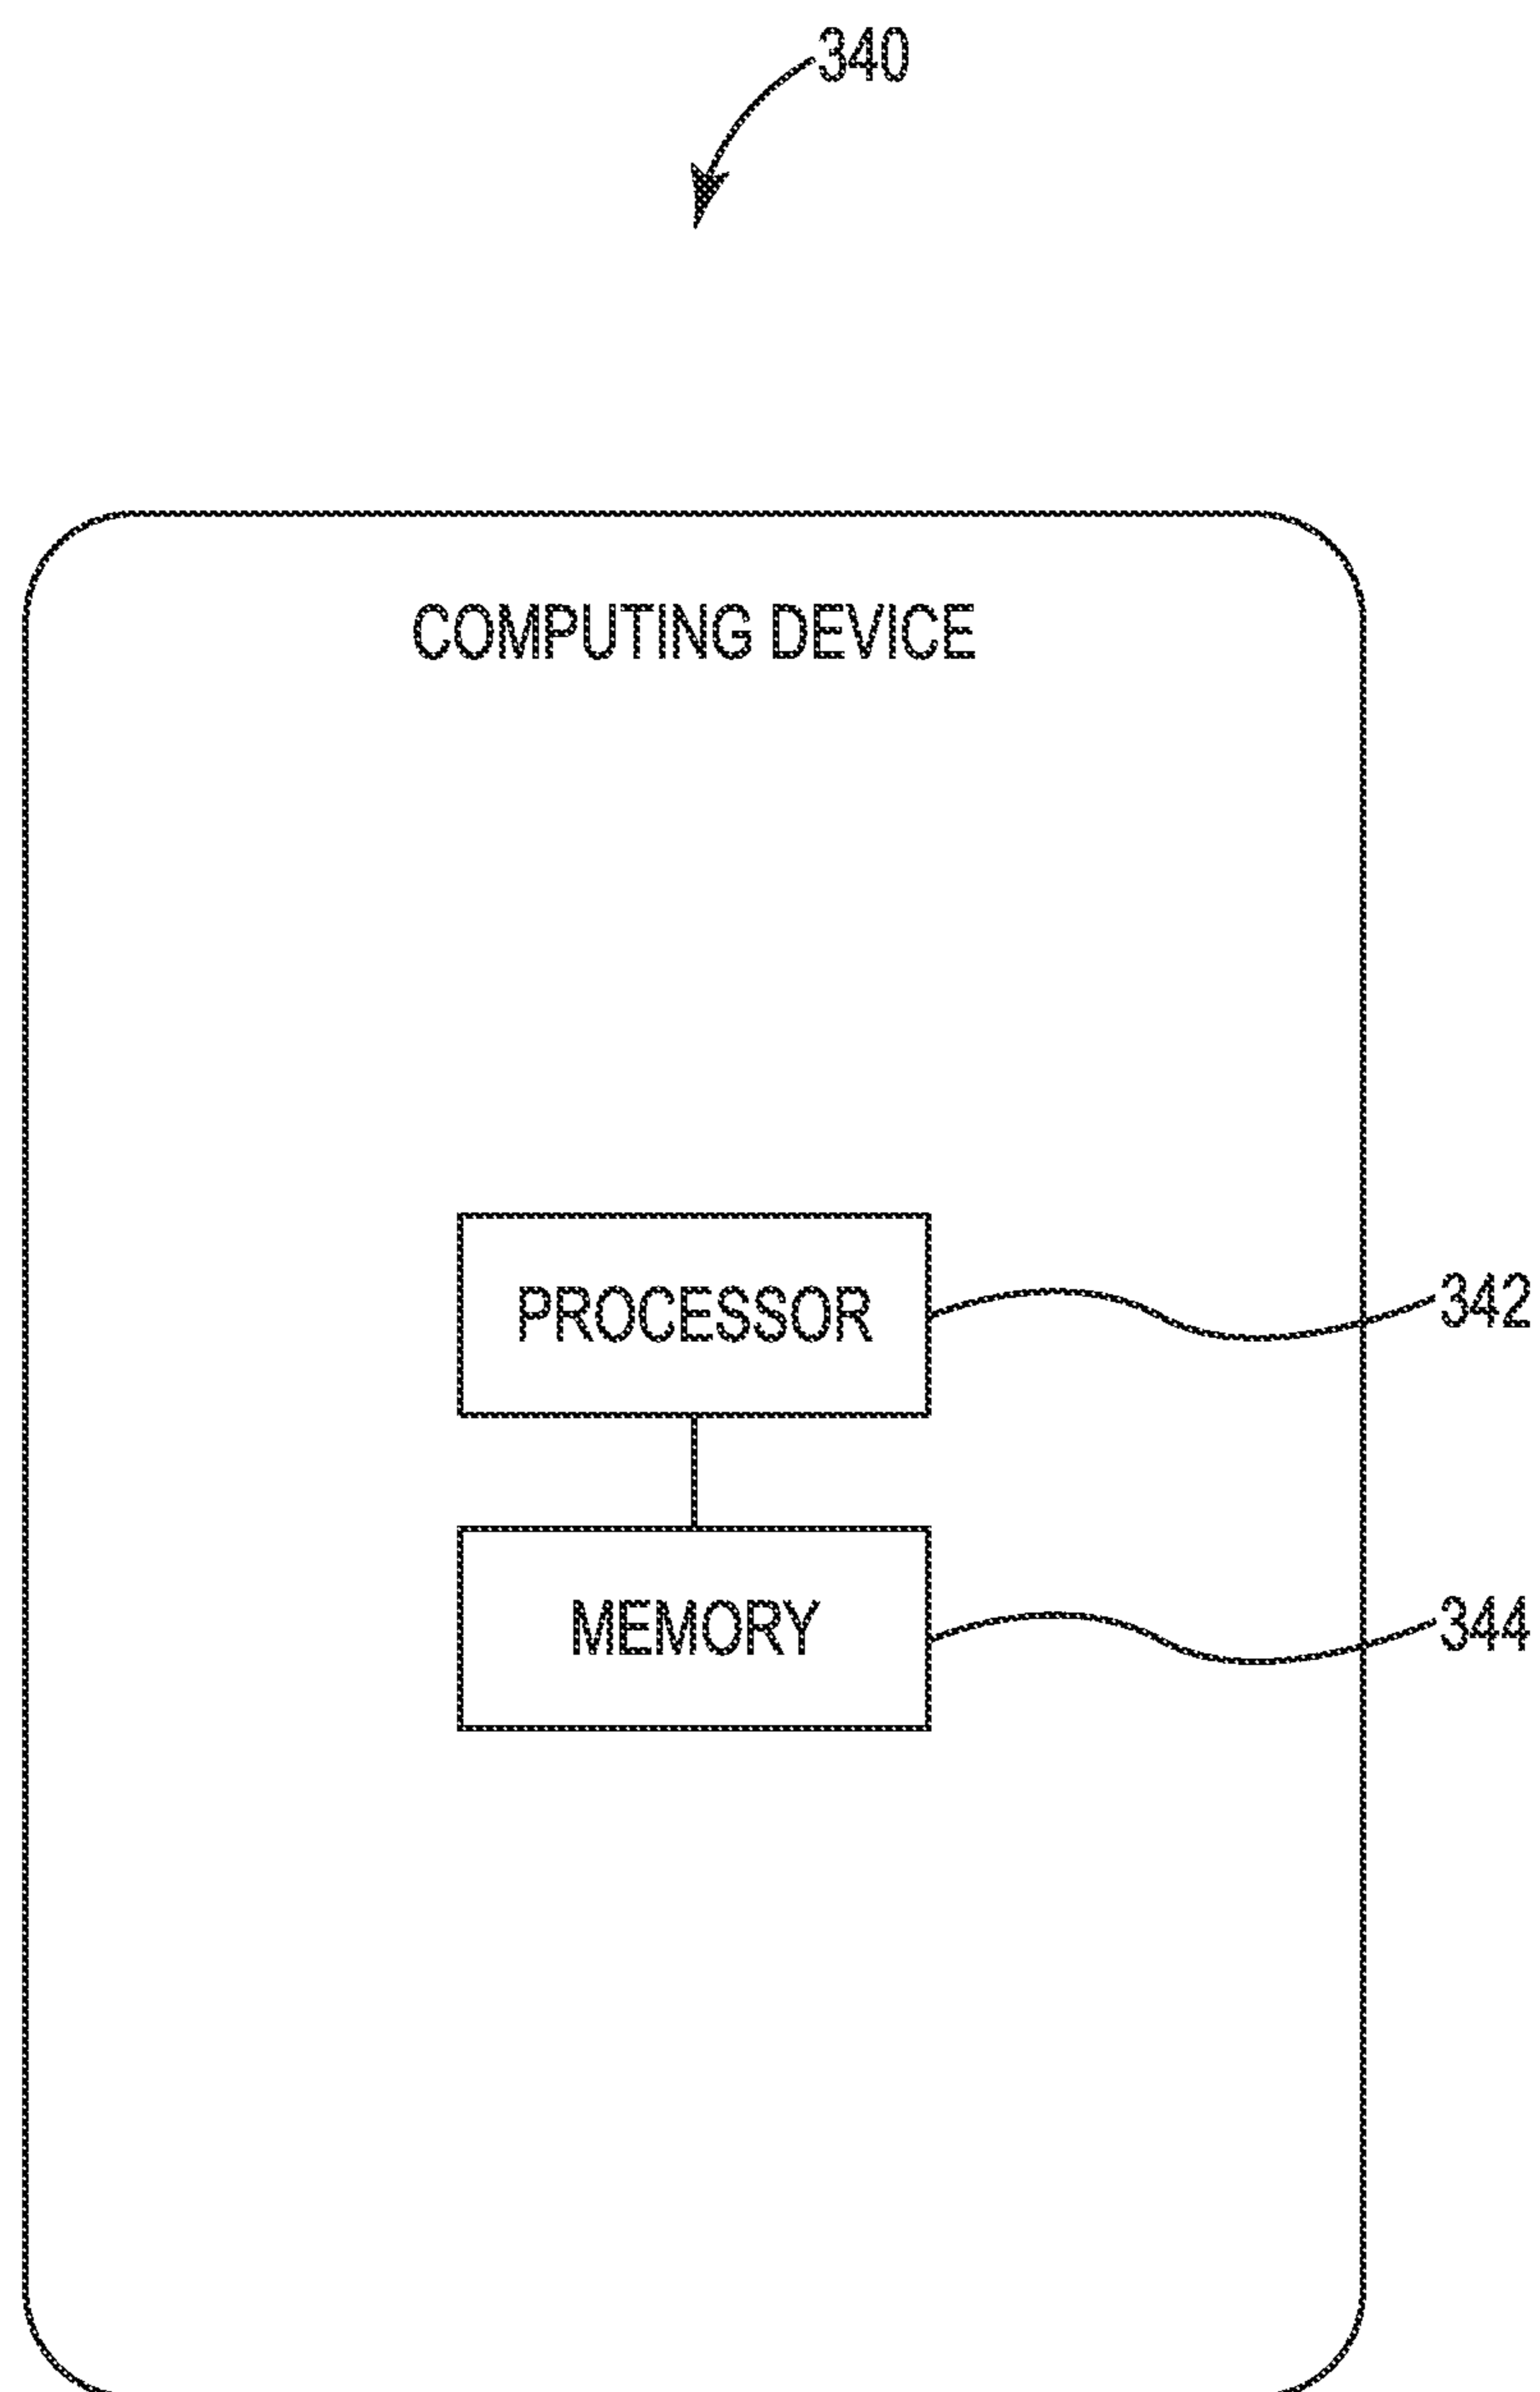 340
COMPUTING DEVICE
PROCESSOR
342
MEMORY
344